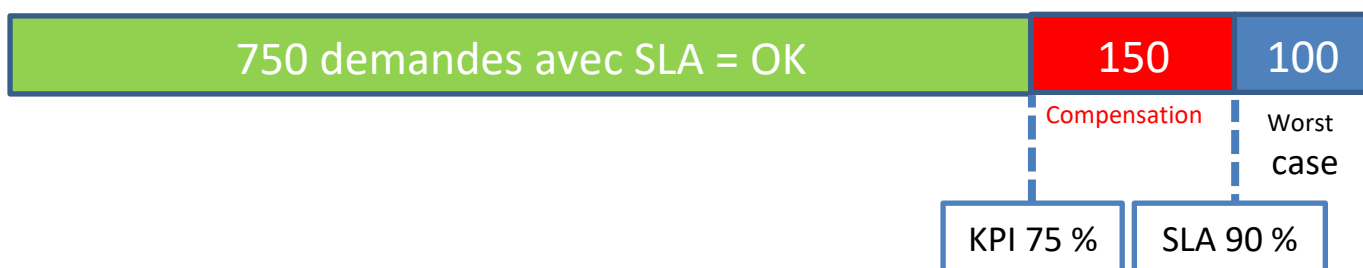 750 demandes avec SLA = OK
150
100
Compensation
Worst
case
KPI 75 %
SLA 90 %